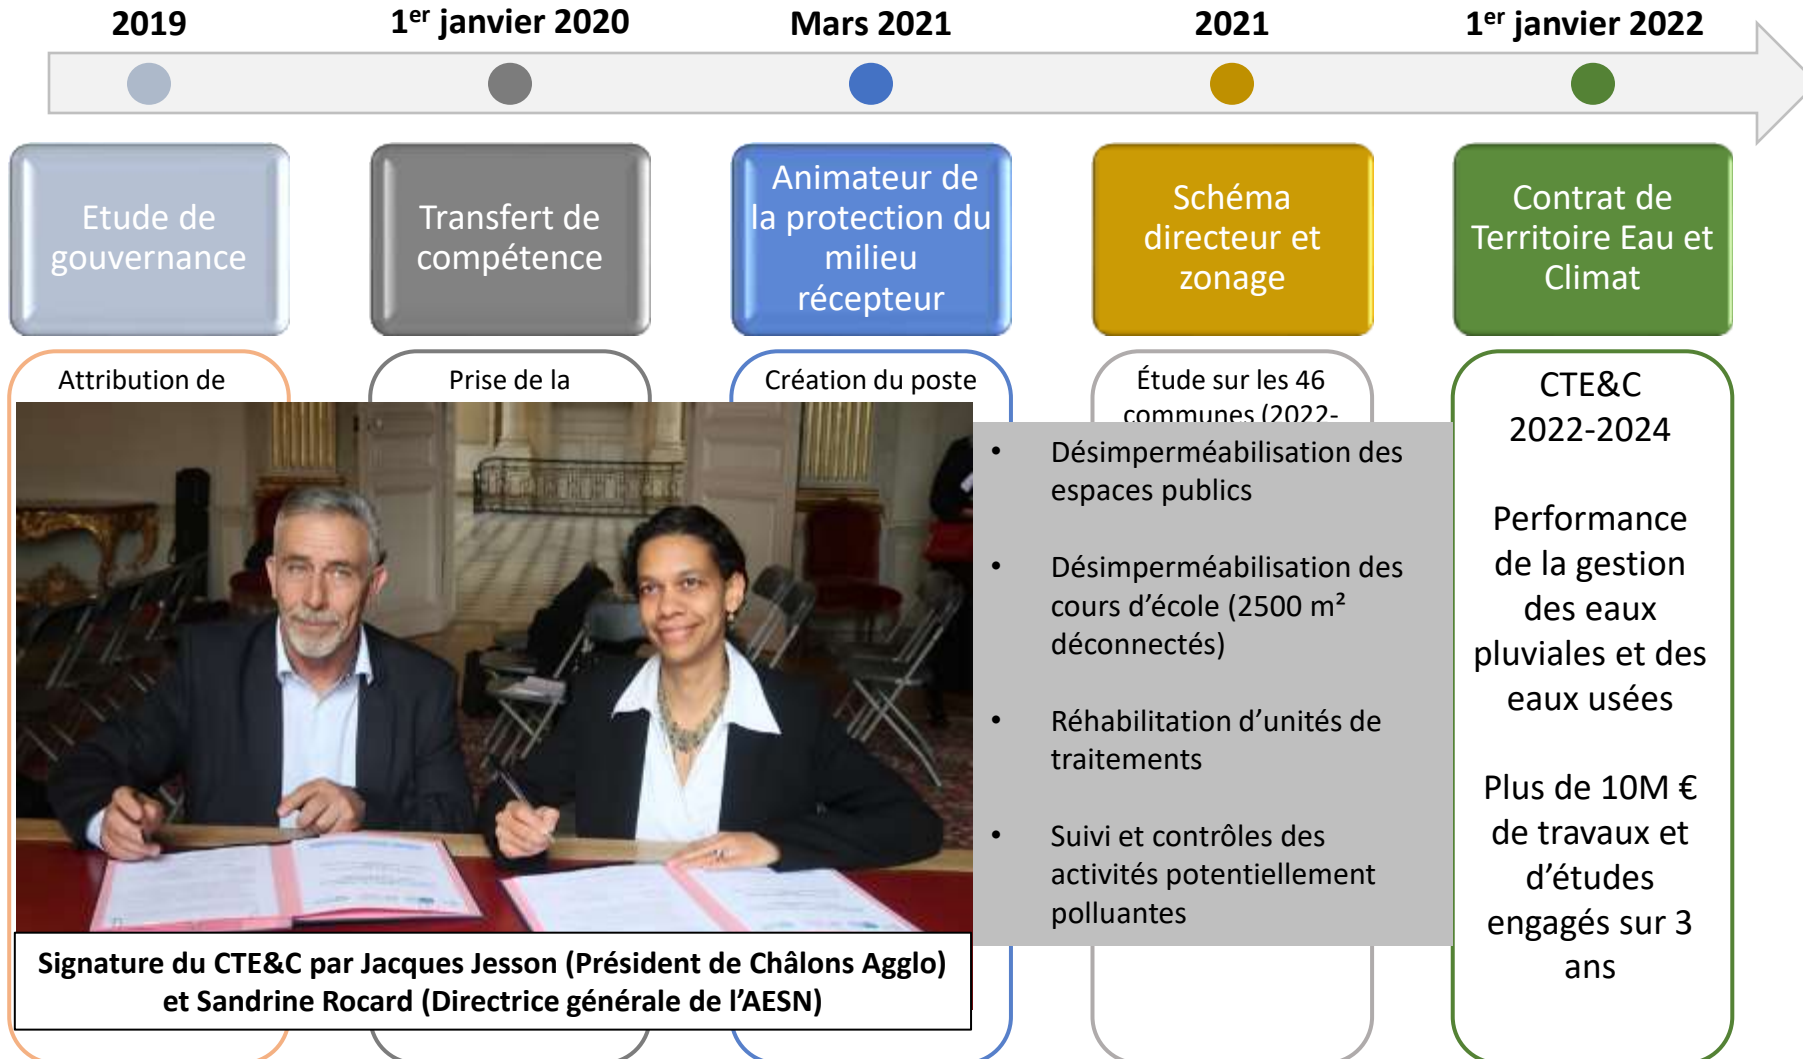 2019
1er janvier 2020
Mars 2021
2021
1er janvier 2022
Etude de
gouvernance
Transfert de
compétence
Animateur de
la protection du
milieu
récepteur
Schéma
directeur et
zonage
Contrat de
Territoire Eau et
Climat
Attribution de
Prise de la
Création du poste
Étude sur les 46
communes (2022-
• Désimperméabilisation des
espaces publics
• Désimperméabilisation des
cours d’école (2500 m²
déconnectés)
• Réhabilitation d’unités de
traitements
• Suivi et contrôles des
activités potentiellement
polluantes
CTE&C
2022-2024
Performance
de la gestion
des eaux
pluviales et des
eaux usées
Plus de 10M €
de travaux et
d’études
engagés sur 3
ans
Signature du CTE&C par Jacques Jesson (Président de Châlons Agglo)
et Sandrine Rocard (Directrice générale de l’AESN)